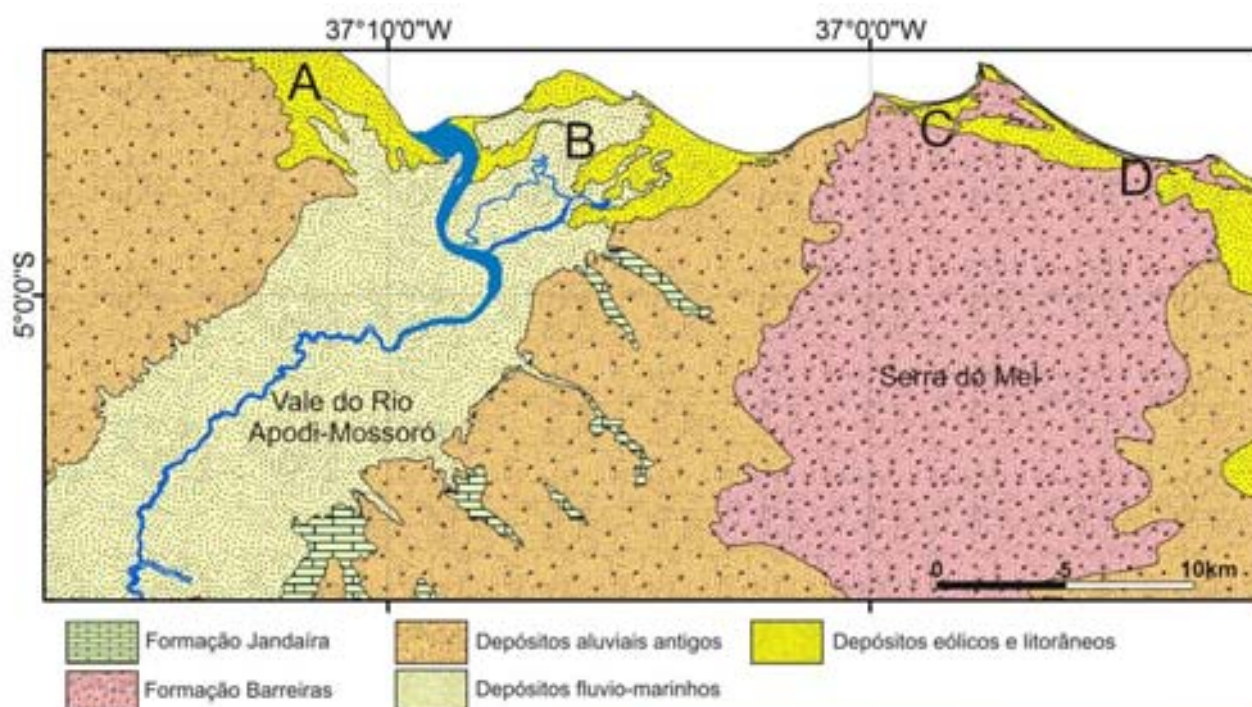 37°10'0"W
37°0'0"W
5°0'0"S
A
B
C
D
Serra do Mel
Vale do Rio
Apodi-Mossoró
0 5 10km
Formação Jandaíra
Depósitos aluviais antigos
Depósitos eólicos e litorâneos
Formação Barreiras
Depósitos fluvio-marinhos